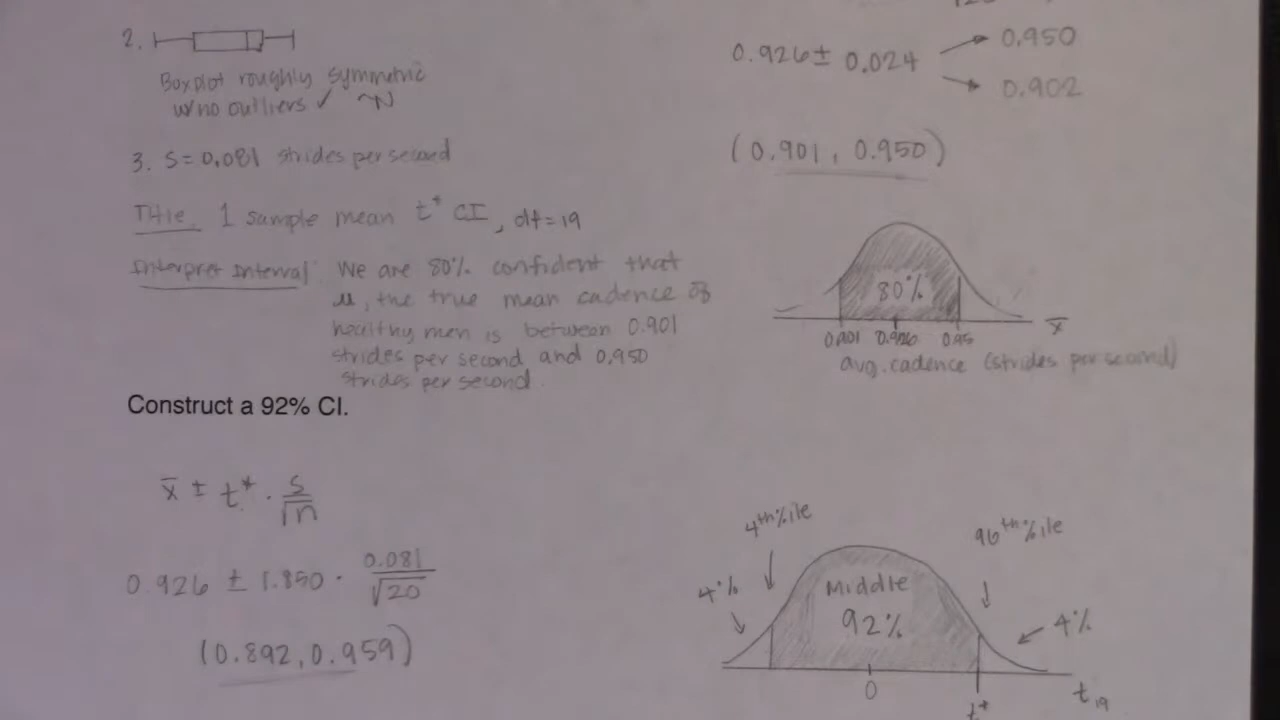 2.
Boxplot roughly symmetric
w/no outliers ✓ ~N
3. S = 0.081 strides per second
Title: 1 sample mean t* CI, df = 19
Interpret Interval: We are 80% confident that
μ, the true mean cadence of
healthy men is between 0.901
strides per second and 0.950
strides per second.
0.926 ± 0.024
0.950
0.902
(0.901, 0.950)
80%
0.901 0.926 0.95 x̄
avg. cadence (strides per second)
Construct a 92% CI.
x̄ ± t* · s/√n
0.926 ± 1.850 · 0.081/√20
(0.892, 0.959)
4th %ile
96th %ile
4%
Middle
92%
4%
0
t*
t19